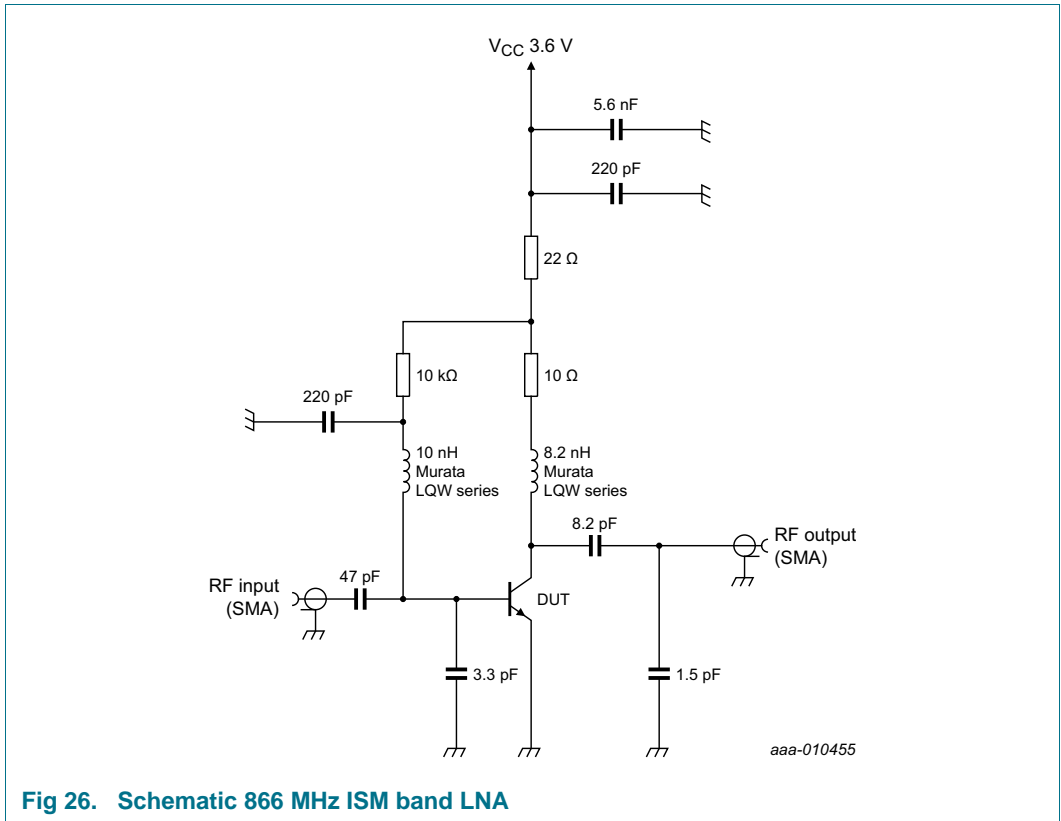 V_CC 3.6 V
5.6 nF
220 pF
22 Ω
10 kΩ
10 Ω
220 pF
10 nH
Murata
LQW series
8.2 nH
Murata
LQW series
8.2 pF
RF output
(SMA)
47 pF
RF input
(SMA)
DUT
3.3 pF
1.5 pF
aaa-010455
Fig 26. Schematic 866 MHz ISM band LNA